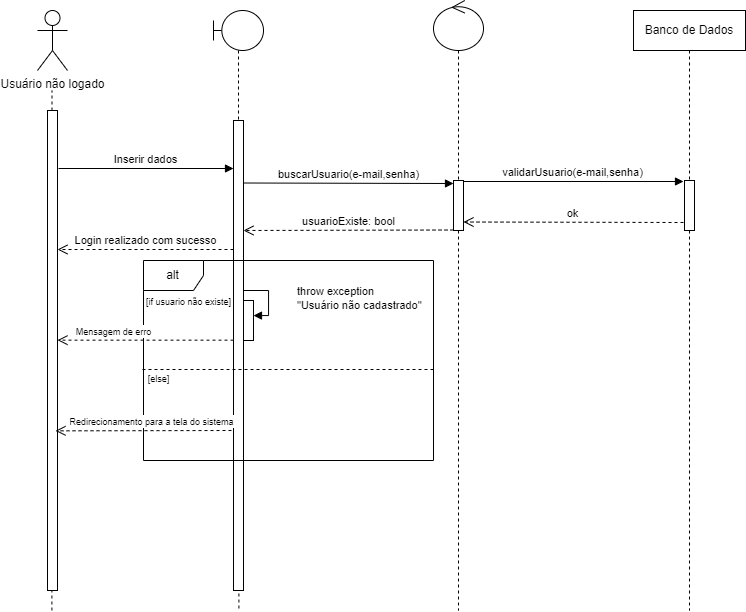 Usuário não logado
Banco de Dados
Inserir dados
buscarUsuario(e-mail,senha)
validarUsuario(e-mail,senha)
usuarioExiste: bool
ok
Login realizado com sucesso
alt
[if usuario não existe]
throw exception
"Usuário não cadastrado"
Mensagem de erro
[else]
Redirecionamento para a tela do sistema